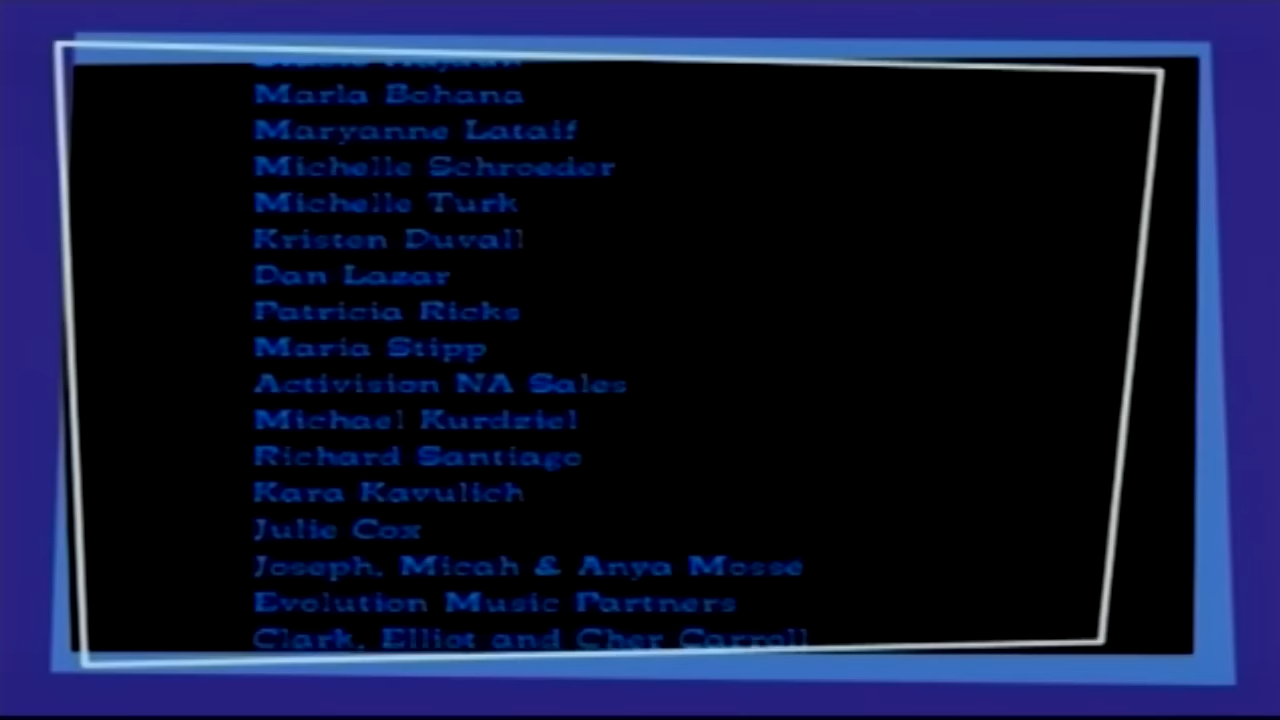 Marla Bohana
Maryanne Lataif
Michelle Schroeder
Michelle Turk
Kristen Duvall
Dan Lazar
Patricia Ricks
Maria Stipp
Activision NA Sales
Michael Kurdziel
Richard Santiago
Kara Kavulich
Julie Cox
Joseph, Micah & Anya Mosse
Evolution Music Partners
Clark, Elliot and Cher Carroll